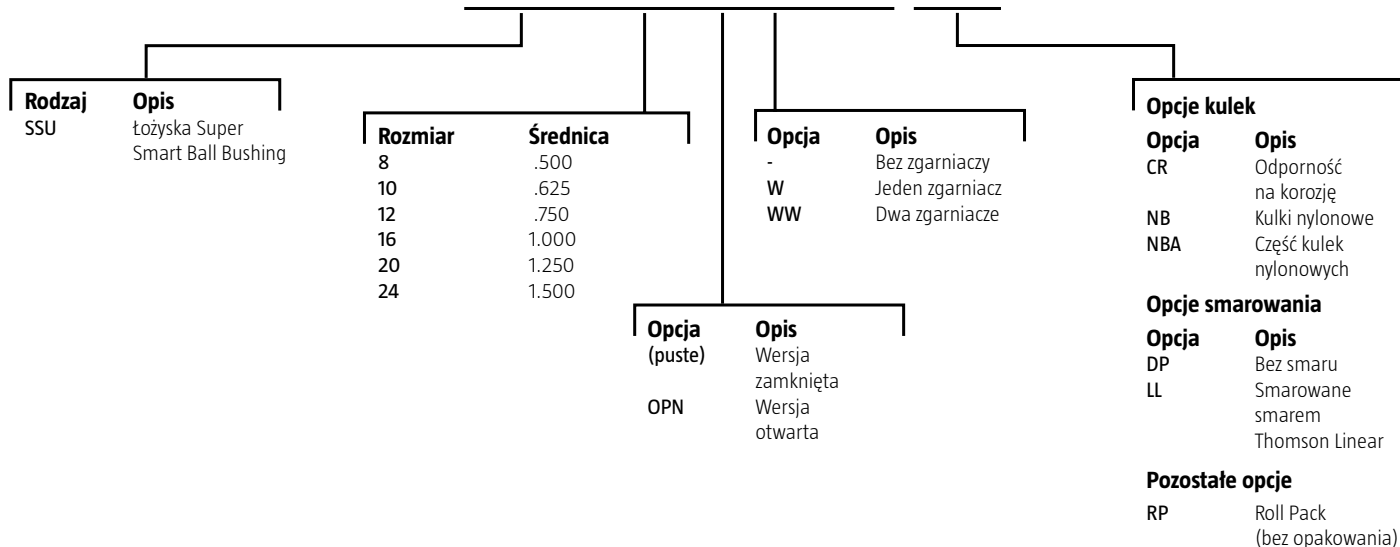 Rodzaj Opis
SSU Łożyska Super
Smart Ball Bushing
Rozmiar Średnica
8 .500
10 .625
12 .750
16 1.000
20 1.250
24 1.500
Opcja Opis
(puste) Wersja
zamknięta
OPN Wersja
otwarta
Opcja Opis
- Bez zgarniaczy
W Jeden zgarniacz
WW Dwa zgarniacze
Opcje kulek
Opcja Opis
CR Odporność
na korozję
NB Kulki nylonowe
NBA Część kulek
nylonowych
Opcje smarowania
Opcja Opis
DP Bez smaru
LL Smarowane
smarem
Thomson Linear
Pozostałe opcje
RP Roll Pack
(bez opakowania)